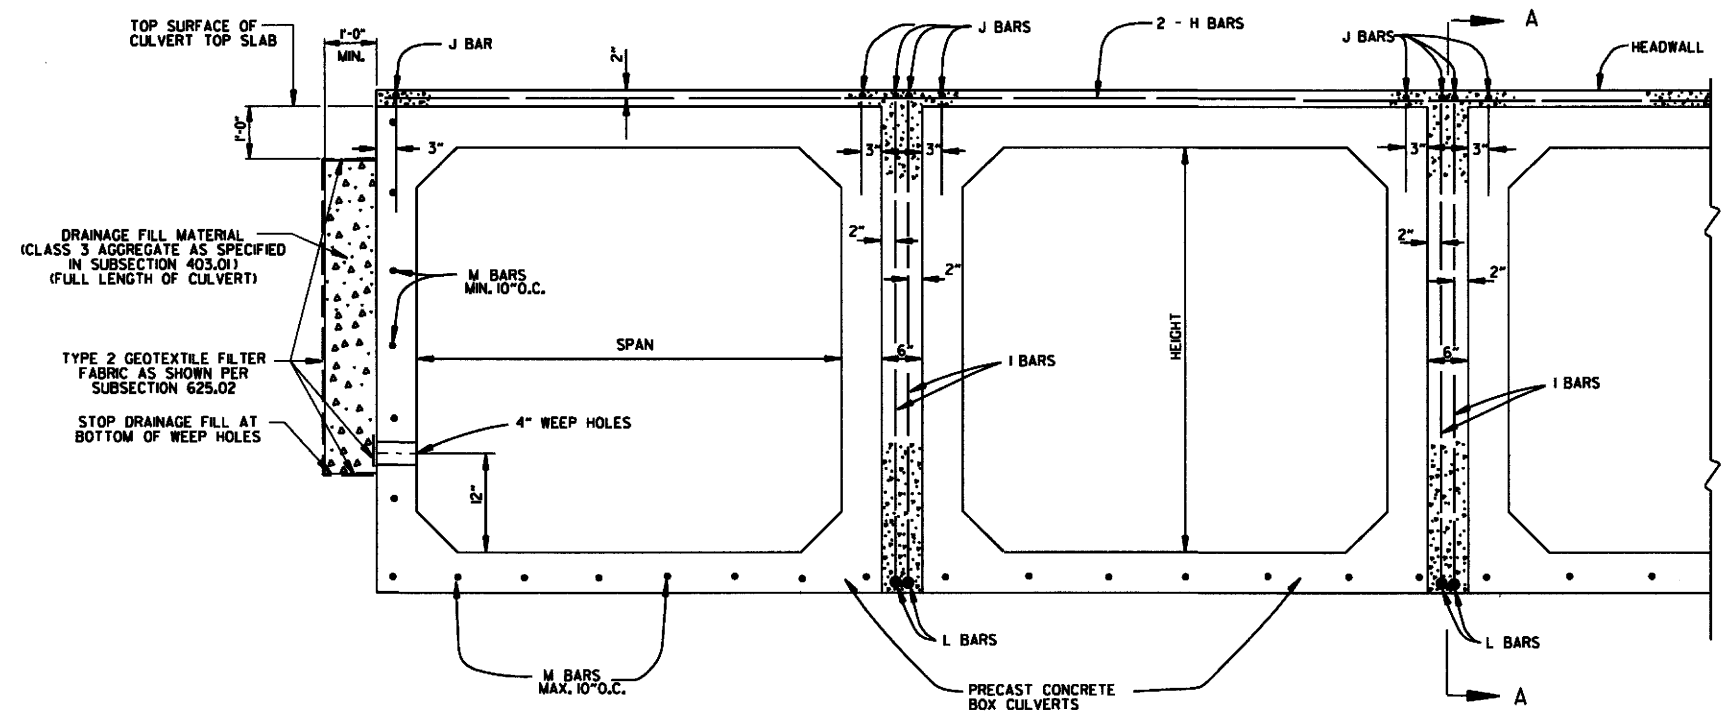 TOP SURFACE OF
CULVERT TOP SLAB
1'-0"
MIN.
J BAR
2"
J BARS
2 - H BARS
J BARS
A
HEADWALL
1'-0"
3"
3"
3"
3"
3"
DRAINAGE FILL MATERIAL
(CLASS 3 AGGREGATE AS SPECIFIED
IN SUBSECTION 403.01)
(FULL LENGTH OF CULVERT)
M BARS
MIN. 10"O.C.
2"
2"
2"
2"
HEIGHT
SPAN
6"
6"
TYPE 2 GEOTEXTILE FILTER
FABRIC AS SHOWN PER
SUBSECTION 625.02
I BARS
I BARS
STOP DRAINAGE FILL AT
BOTTOM OF WEEP HOLES
4" WEEP HOLES
12"
L BARS
L BARS
M BARS
MAX. 10"O.C.
PRECAST CONCRETE
BOX CULVERTS
A